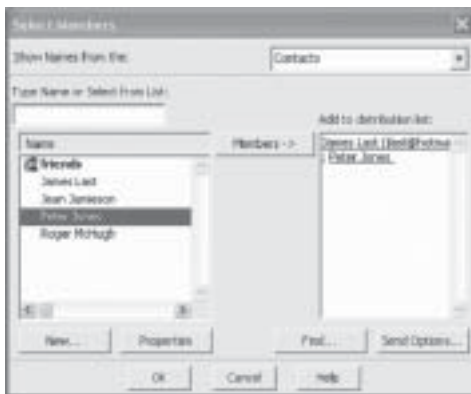 Select Members
Show Names from the:
Contacts
Type Name or Select from List:
Add to distribution list:
Name
Members ->
James Last
; Peter Jones
friends
James Last
Jean Jamieson
Peter Jones
Roger McHugh
New...
Properties
Find...
Send Options...
OK
Cancel
Help